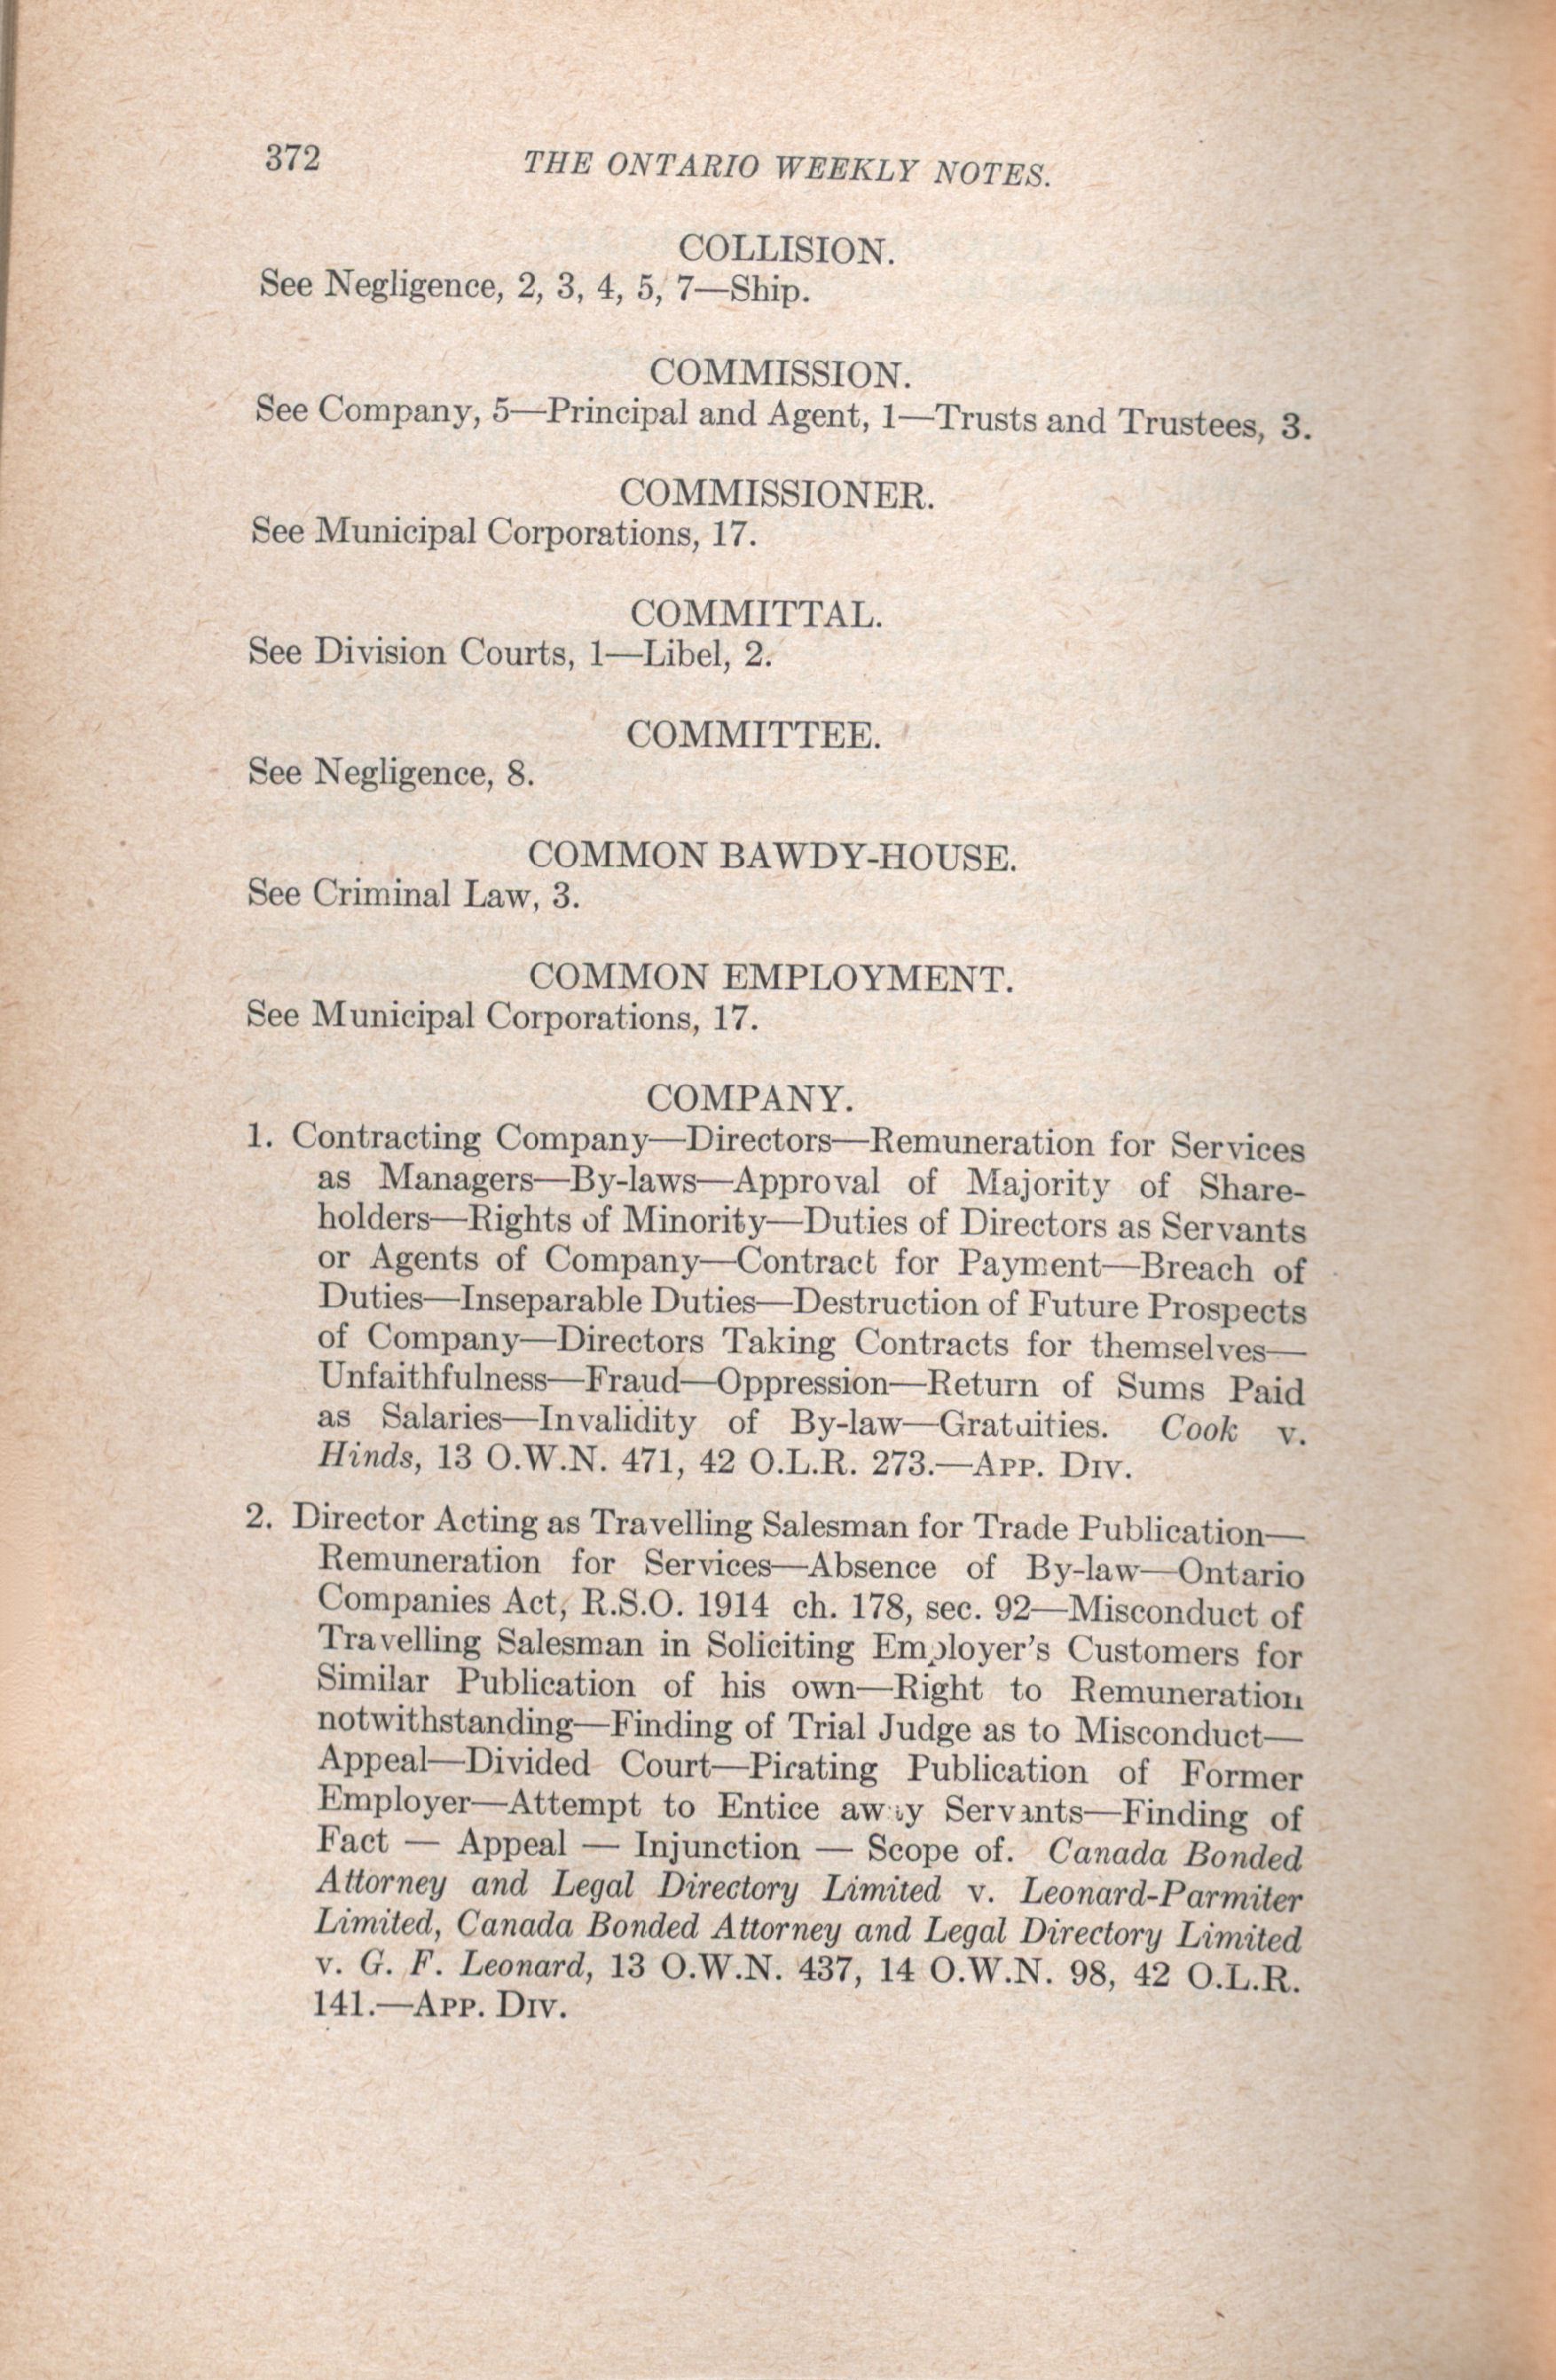 372
THE ONTARIO WEEKLY NOTES.
COLLISION.
See Negligence, 2, 3, 4, 5, 7—Ship.
COMMISSION.
See Company, 5—Principal and Agent, 1—Trusts and Trustees, 3.
COMMISSIONER.
See Municipal Corporations, 17.
COMMITTAL.
See Division Courts, 1—Libel, 2.
COMMITTEE.
See Negligence, 8.
COMMON BAWDY-HOUSE.
See Criminal Law, 3.
COMMON EMPLOYMENT.
See Municipal Corporations, 17.
COMPANY.
1. Contracting Company—Directors—Remuneration for Services
as Managers—By-laws—Approval of Majority of Share-
holders—Rights of Minority—Duties of Directors as Servants
or Agents of Company—Contract for Payment—Breach of
Duties—Inseparable Duties—Destruction of Future Prospects
of Company—Directors Taking Contracts for themselves—
Unfaithfulness—Fraud—Oppression—Return of Sums Paid
as Salaries—Invalidity of By-law—Gratuities. Cook v.
Hinds, 13 O.W.N. 471, 42 O.L.R. 273.—APP. DIV.
2. Director Acting as Travelling Salesman for Trade Publication—
Remuneration for Services—Absence of By-law—Ontario
Companies Act, R.S.O. 1914 ch. 178, sec. 92—Misconduct of
Travelling Salesman in Soliciting Employer's Customers for
Similar Publication of his own—Right to Remuneration
notwithstanding—Finding of Trial Judge as to Misconduct—
Appeal—Divided Court—Pirating Publication of Former
Employer—Attempt to Entice away Servants—Finding of
Fact — Appeal — Injunction — Scope of. Canada Bonded
Attorney and Legal Directory Limited v. Leonard-Parmiter
Limited, Canada Bonded Attorney and Legal Directory Limited
v. G. F. Leonard, 13 O.W.N. 437, 14 O.W.N. 98, 42 O.L.R.
141.—APP. DIV.